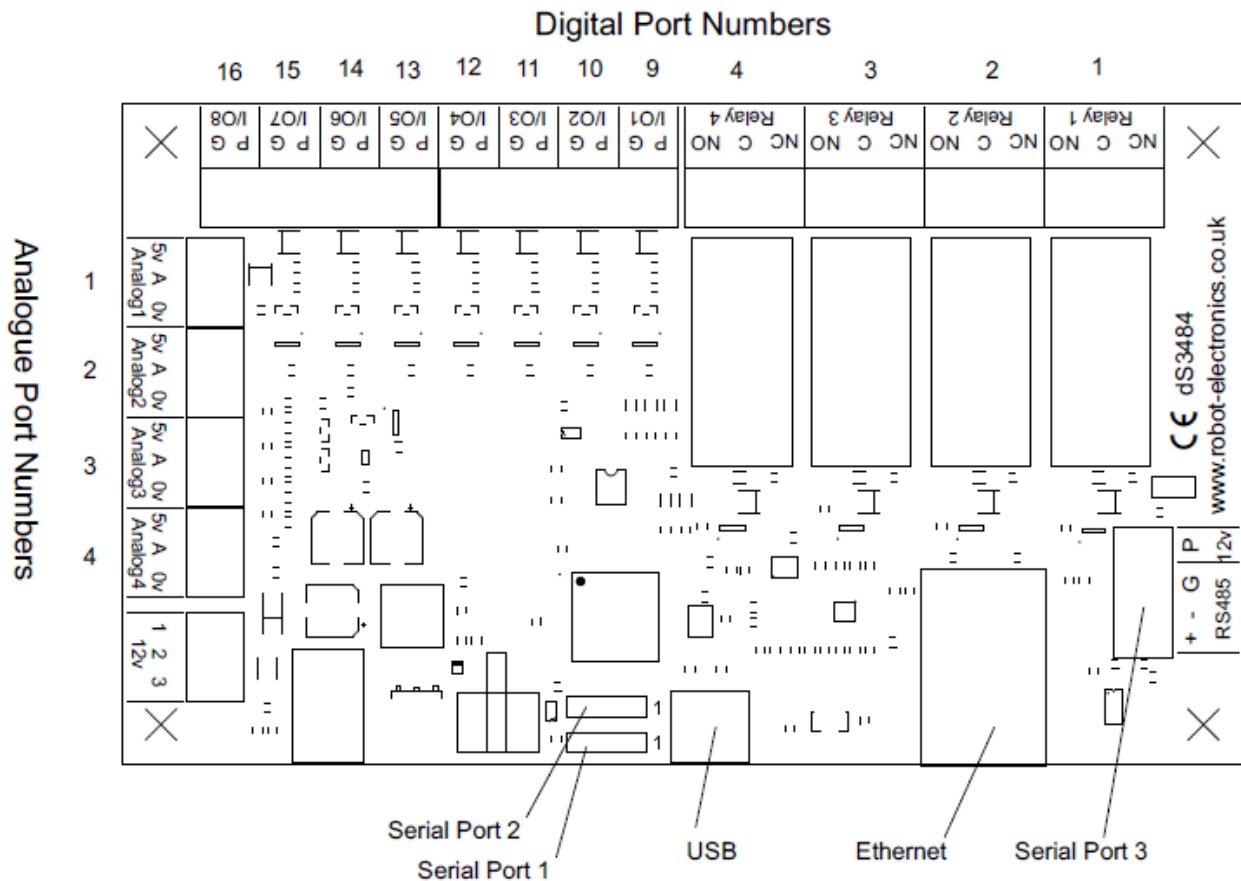 Digital Port Numbers
16 15 14 13 12 11 10 9 4 3 2 1
I/O8 I/O7 I/O6 I/O5 I/O4 I/O3 I/O2 I/O1 Relay 4 Relay 3 Relay 2 Relay 1
G P G P G P G P G P G P G P G P NO C NC NO C NC NO C NC NO C NC
Analogue Port Numbers
1
5v A 0v
Analog1
2
5v A 0v
Analog2
3
5v A 0v
Analog3
4
5v A 0v
Analog4
1 2 3
12v
CE dS3484
www.robot-electronics.co.uk
+ - G P
RS485 12v
1
1
Serial Port 2
Serial Port 1
USB
Ethernet
Serial Port 3